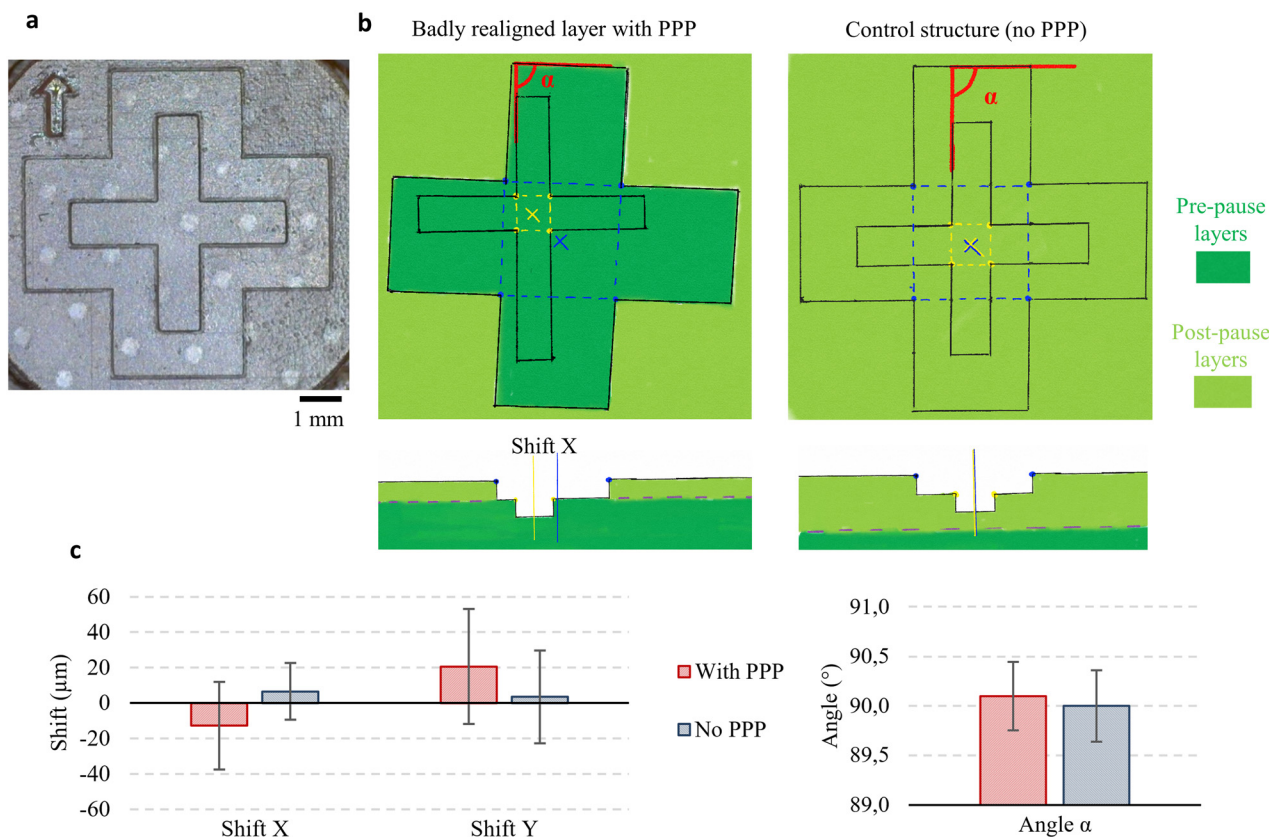 a
1 mm
b
Badly realigned layer with PPP
Control structure (no PPP)
α
α
Pre-pause
layers
Post-pause
layers
Shift X
c
Shift (µm)
60
40
20
0
-20
-40
-60
Shift X
Shift Y
With PPP
No PPP
Angle (°)
91,0
90,5
90,0
89,5
89,0
Angle α